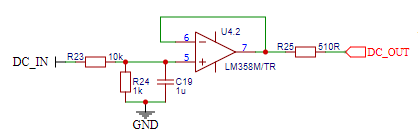 U4.2
6
7
R25
510R
DC_OUT
DC_IN
R23
10k
5
LM358M/TR
R24
1k
C19
1u
GND